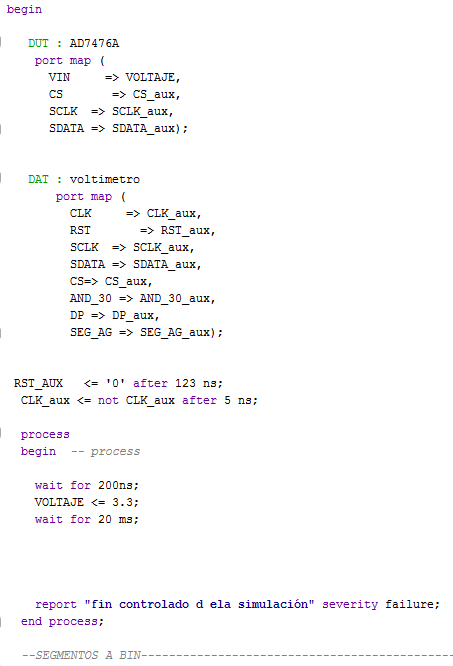 begin
DUT : AD7476A
port map (
VIN => VOLTAJE,
CS => CS_aux,
SCLK => SCLK_aux,
SDATA => SDATA_aux);
DAT : voltimetro
port map (
CLK => CLK_aux,
RST => RST_aux,
SCLK => SCLK_aux,
SDATA => SDATA_aux,
CS=> CS_aux,
AND_30 => AND_30_aux,
DP => DP_aux,
SEG_AG => SEG_AG_aux);
RST_AUX <= '0' after 123 ns;
CLK_aux <= not CLK_aux after 5 ns;
process
begin -- process
wait for 200ns;
VOLTAJE <= 3.3;
wait for 20 ms;
report "fin controlado d ela simulación" severity failure;
end process;
--SEGMENTOS A BIN---------------------------------------------